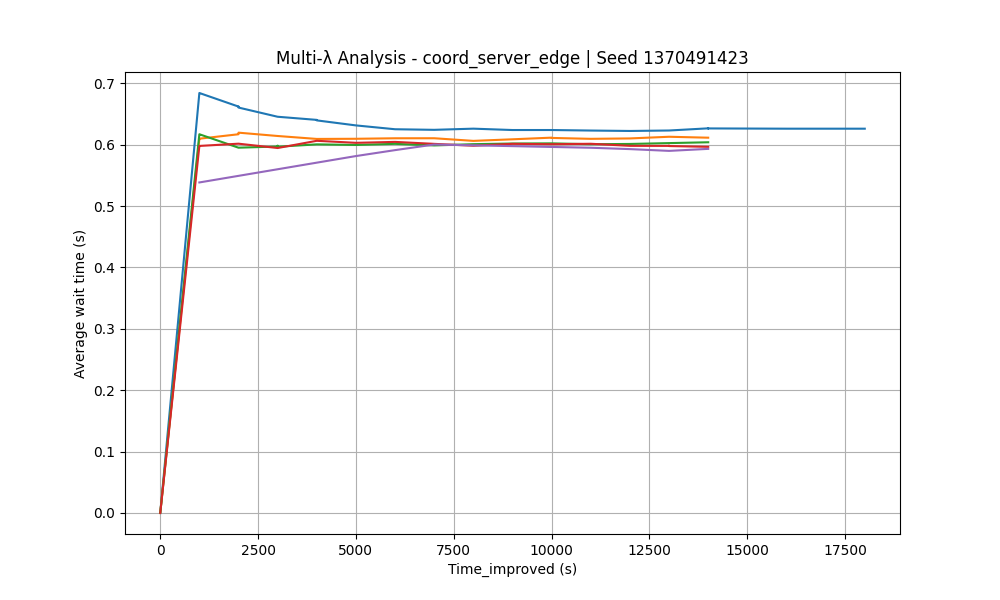 Multi-λ Analysis - coord_server_edge | Seed 1370491423
0.7
0.6
0.5
0.4
0.3
0.2
0.1
0.0
Average wait time (s)
0 2500 5000 7500 10000 12500 15000 17500
Time_improved (s)